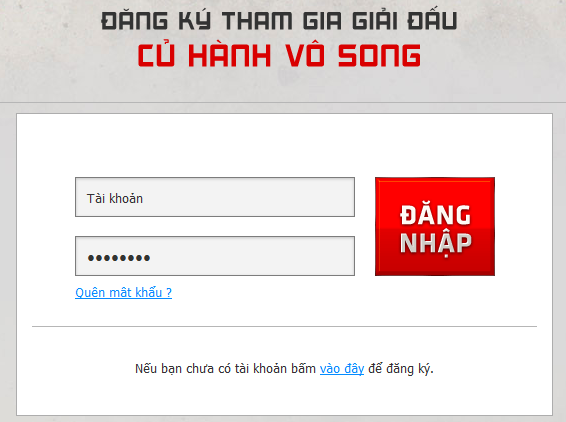 ĐĂNG KÝ THAM GIA GIẢI ĐẤU
CỦ HÀNH VÔ SONG
Tài khoản
ĐĂNG
NHẬP
••••••••
Quên mật khẩu ?
Nếu bạn chưa có tài khoản bấm vào đây để đăng ký.